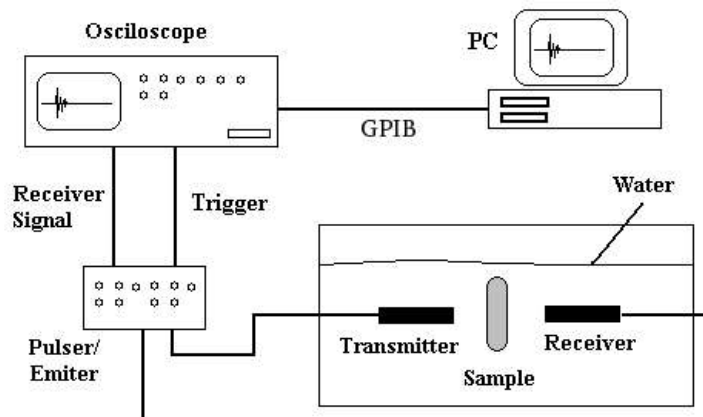 Osciloscope
PC
GPIB
Receiver
Signal
Trigger
Water
Pulser/
Emiter
Transmitter
Receiver
Sample